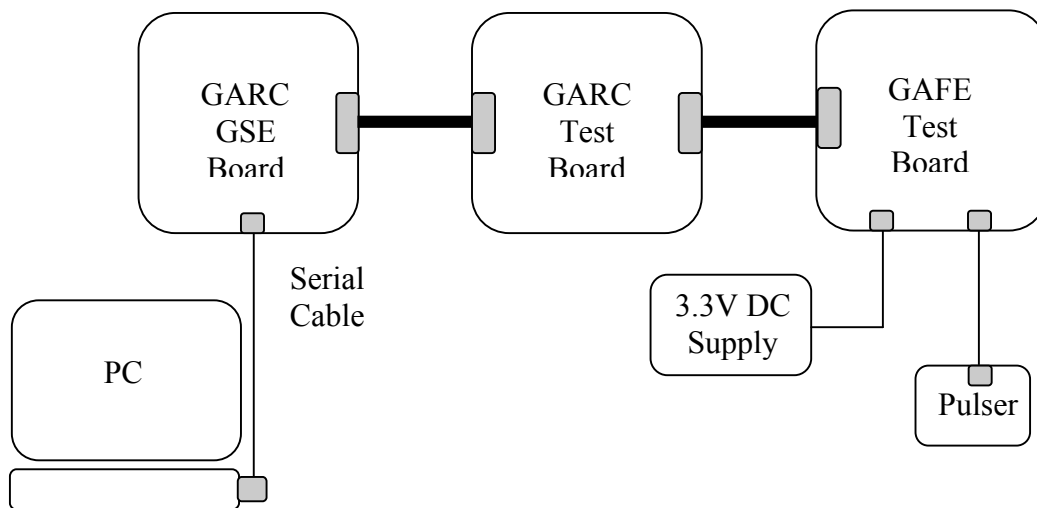 GARC
GSE
Board
GARC
Test
Board
GAFE
Test
Board
Serial
Cable
3.3V DC
Supply
PC
Pulser